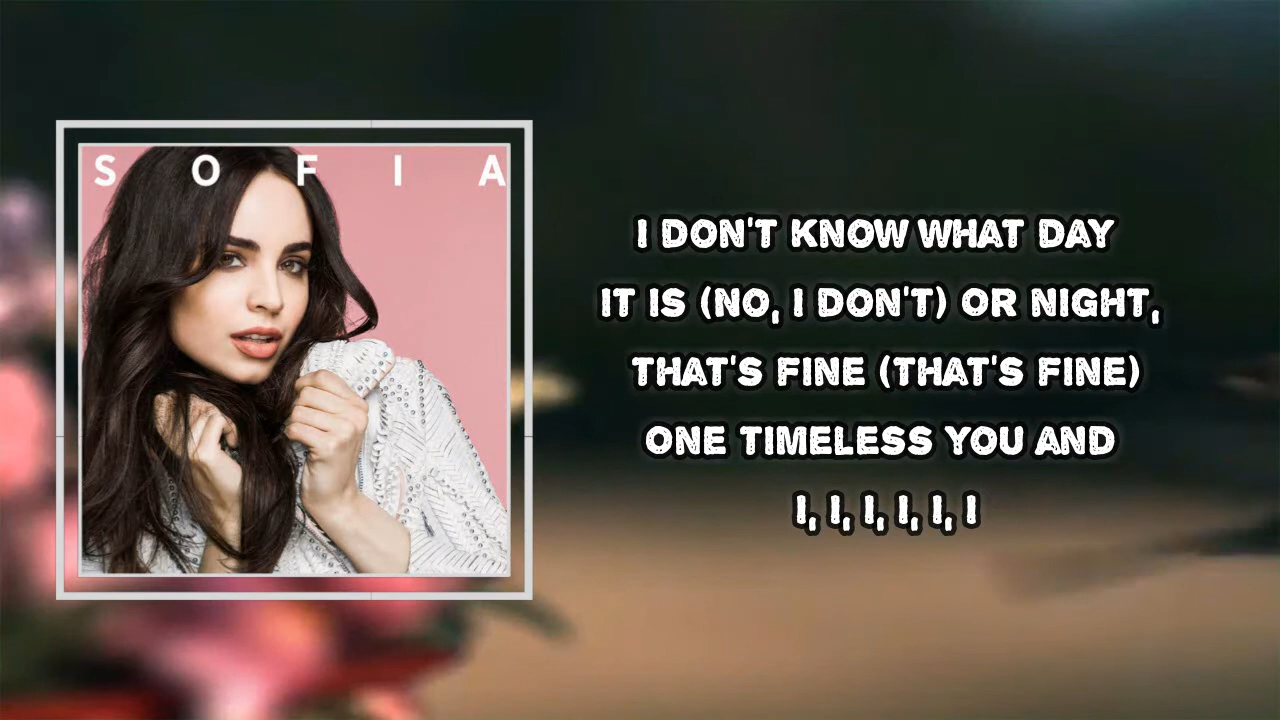 SOFIA
I DON'T KNOW WHAT DAY
IT IS (NO, I DON'T) OR NIGHT,
THAT'S FINE (THAT'S FINE)
ONE TIMELESS YOU AND
I, I, I, I, I, I